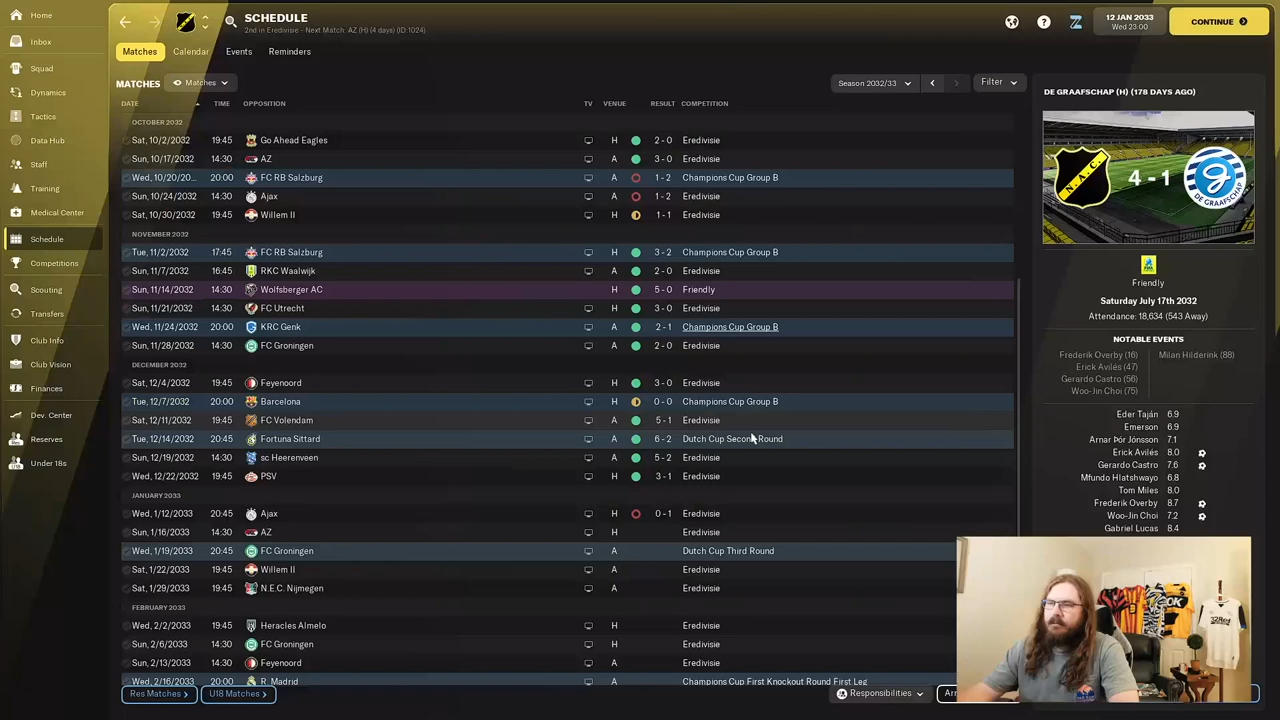 Home
SCHEDULE
2nd in Eredivisie - Next Match: AZ (H) (4 days) (ID:1024)
12 JAN 2033
Wed 23:00
CONTINUE
Inbox
Squad
Dynamics
Tactics
Data Hub
Staff
Training
Medical Center
Schedule
Competitions
Scouting
Transfers
Club Info
Club Vision
Finances
Dev. Center
Reserves
Under 18s
Matches Calendar Events Reminders
MATCHES Matches Season 2032/33 Filter
DATE TIME OPPOSITION TV VENUE RESULT COMPETITION
OCTOBER 2032
Sat, 10/2/2032 19:45 Go Ahead Eagles H 2 - 0 Eredivisie
Sun, 10/17/2032 14:30 AZ A 3 - 0 Eredivisie
Wed, 10/20/20... 20:00 FC RB Salzburg A 1 - 2 Champions Cup Group B
Sun, 10/24/2032 14:30 Ajax A 1 - 2 Eredivisie
Sat, 10/30/2032 19:45 Willem II H 1 - 1 Eredivisie
NOVEMBER 2032
Tue, 11/2/2032 17:45 FC RB Salzburg H 3 - 2 Champions Cup Group B
Sun, 11/7/2032 16:45 RKC Waalwijk H 2 - 0 Eredivisie
Sun, 11/14/2032 14:30 Wolfsberger AC H 5 - 0 Friendly
Sun, 11/21/2032 14:30 FC Utrecht H 3 - 0 Eredivisie
Wed, 11/24/2032 20:00 KRC Genk A 2 - 1 Champions Cup Group B
Sun, 11/28/2032 14:30 FC Groningen A 2 - 0 Eredivisie
DECEMBER 2032
Sat, 12/4/2032 19:45 Feyenoord H 3 - 0 Eredivisie
Tue, 12/7/2032 20:00 Barcelona H 0 - 0 Champions Cup Group B
Sat, 12/11/2032 19:45 FC Volendam A 5 - 1 Eredivisie
Tue, 12/14/2032 20:45 Fortuna Sittard A 6 - 2 Dutch Cup Second Round
Sun, 12/19/2032 14:30 sc Heerenveen A 5 - 2 Eredivisie
Wed, 12/22/2032 19:45 PSV H 3 - 1 Eredivisie
JANUARY 2033
Wed, 1/12/2033 20:45 Ajax H 0 - 1 Eredivisie
Sun, 1/16/2033 14:30 AZ H Eredivisie
Wed, 1/19/2033 20:45 FC Groningen A Dutch Cup Third Round
Sat, 1/22/2033 19:45 Willem II A Eredivisie
Sat, 1/29/2033 19:45 N.E.C. Nijmegen A Eredivisie
FEBRUARY 2033
Wed, 2/2/2033 19:45 Heracles Almelo H Eredivisie
Sun, 2/6/2033 14:30 FC Groningen H Eredivisie
Sun, 2/13/2033 14:30 Feyenoord A Eredivisie
Wed, 2/16/2033 20:00 R. Madrid A Champions Cup First Knockout Round First Leg
Res Matches U18 Matches Responsibilities
DE GRAAFSCHAP (H) (178 DAYS AGO)
N.A.C. 4 - 1 DE GRAAFSCHAP
Friendly
Saturday July 17th 2032
Attendance: 18,634 (543 Away)
NOTABLE EVENTS
Frederik Overby (16) Milan Hilderink (88)
Erick Avilés (47)
Gerardo Castro (56)
Woo-Jin Choi (75)
Eder Taján 6.9
Emerson 6.9
Arnar Þór Jónsson 7.1
Erick Avilés 8.0
Gerardo Castro 7.6
Mfundo Hlatshwayo 6.8
Tom Miles 8.0
Frederik Overby 8.7
Woo-Jin Choi 7.2
Gabriel Lucas 8.4